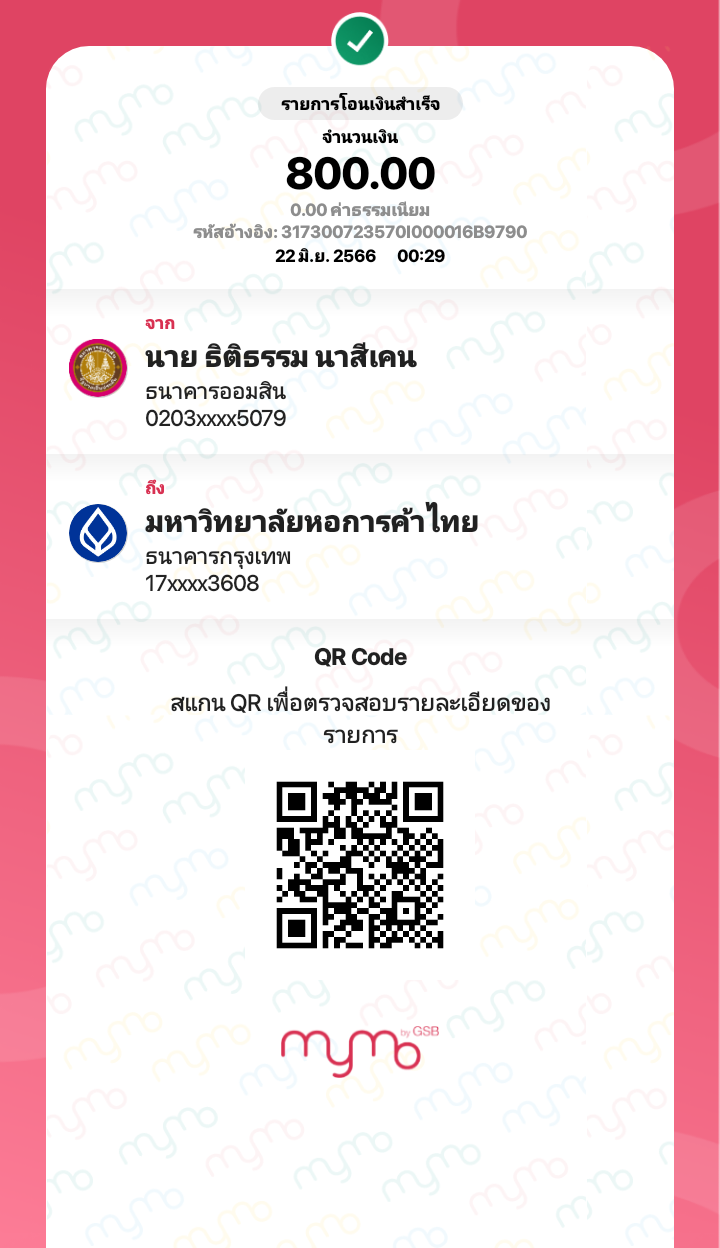 รายการโอนเงินสำเร็จ
จำนวนเงิน
800.00
0.00 ค่าธรรมเนียม
รหัสอ้างอิง: 317300723570I000016B9790
22 มิ.ย. 2566 00:29
จาก
นาย ธิติธรรม นาสีเคน
ธนาคารออมสิน
0203xxxx5079
ถึง
มหาวิทยาลัยหอการค้าไทย
ธนาคารกรุงเทพ
17xxxx3608
QR Code
สแกน QR เพื่อตรวจสอบรายละเอียดของ
รายการ
mymo by GSB